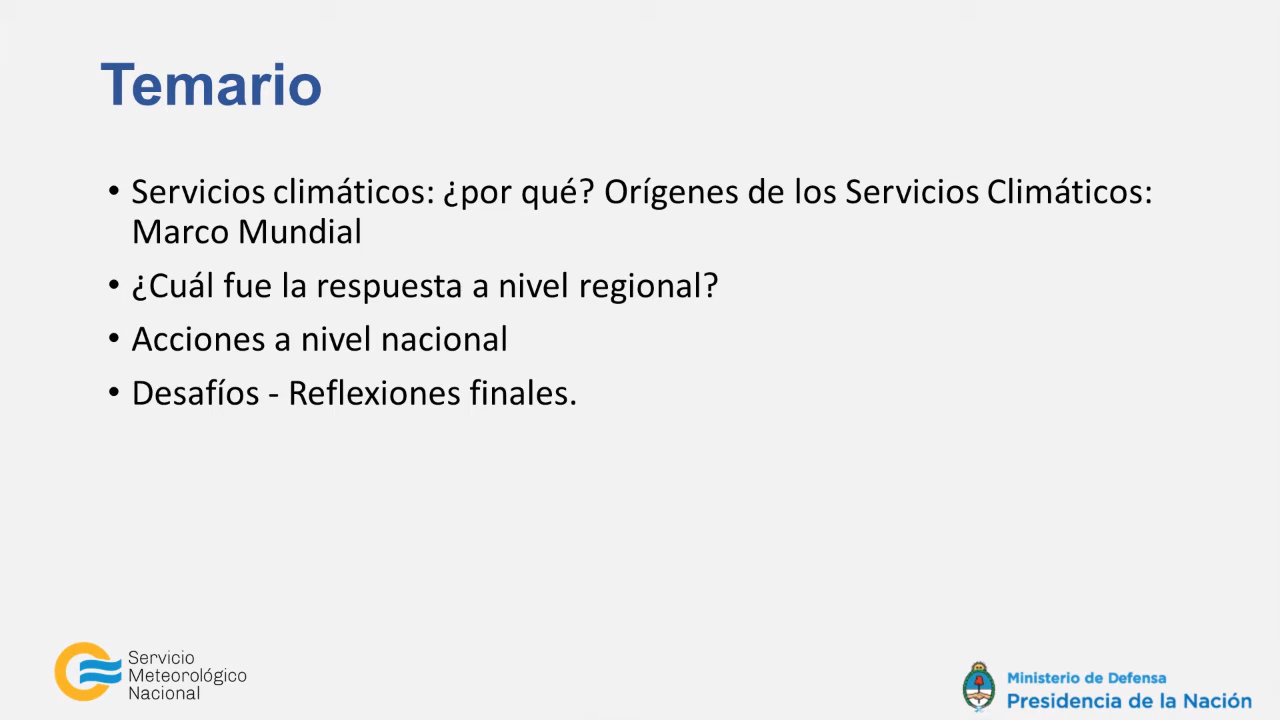 Temario
• Servicios climáticos: ¿por qué? Orígenes de los Servicios Climáticos:
Marco Mundial
• ¿Cuál fue la respuesta a nivel regional?
• Acciones a nivel nacional
• Desafíos - Reflexiones finales.
Servicio
Meteorológico
Nacional
Ministerio de Defensa
Presidencia de la Nación